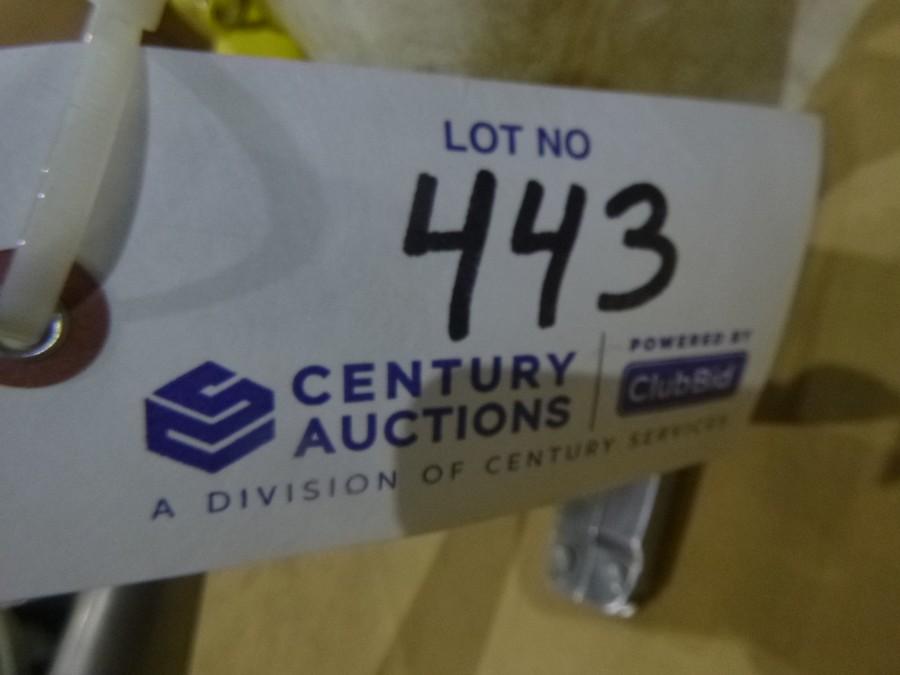 LOT NO
443
CENTURY
AUCTIONS
POWERED BY
ClubBid
A DIVISION OF CENTURY SERVICES